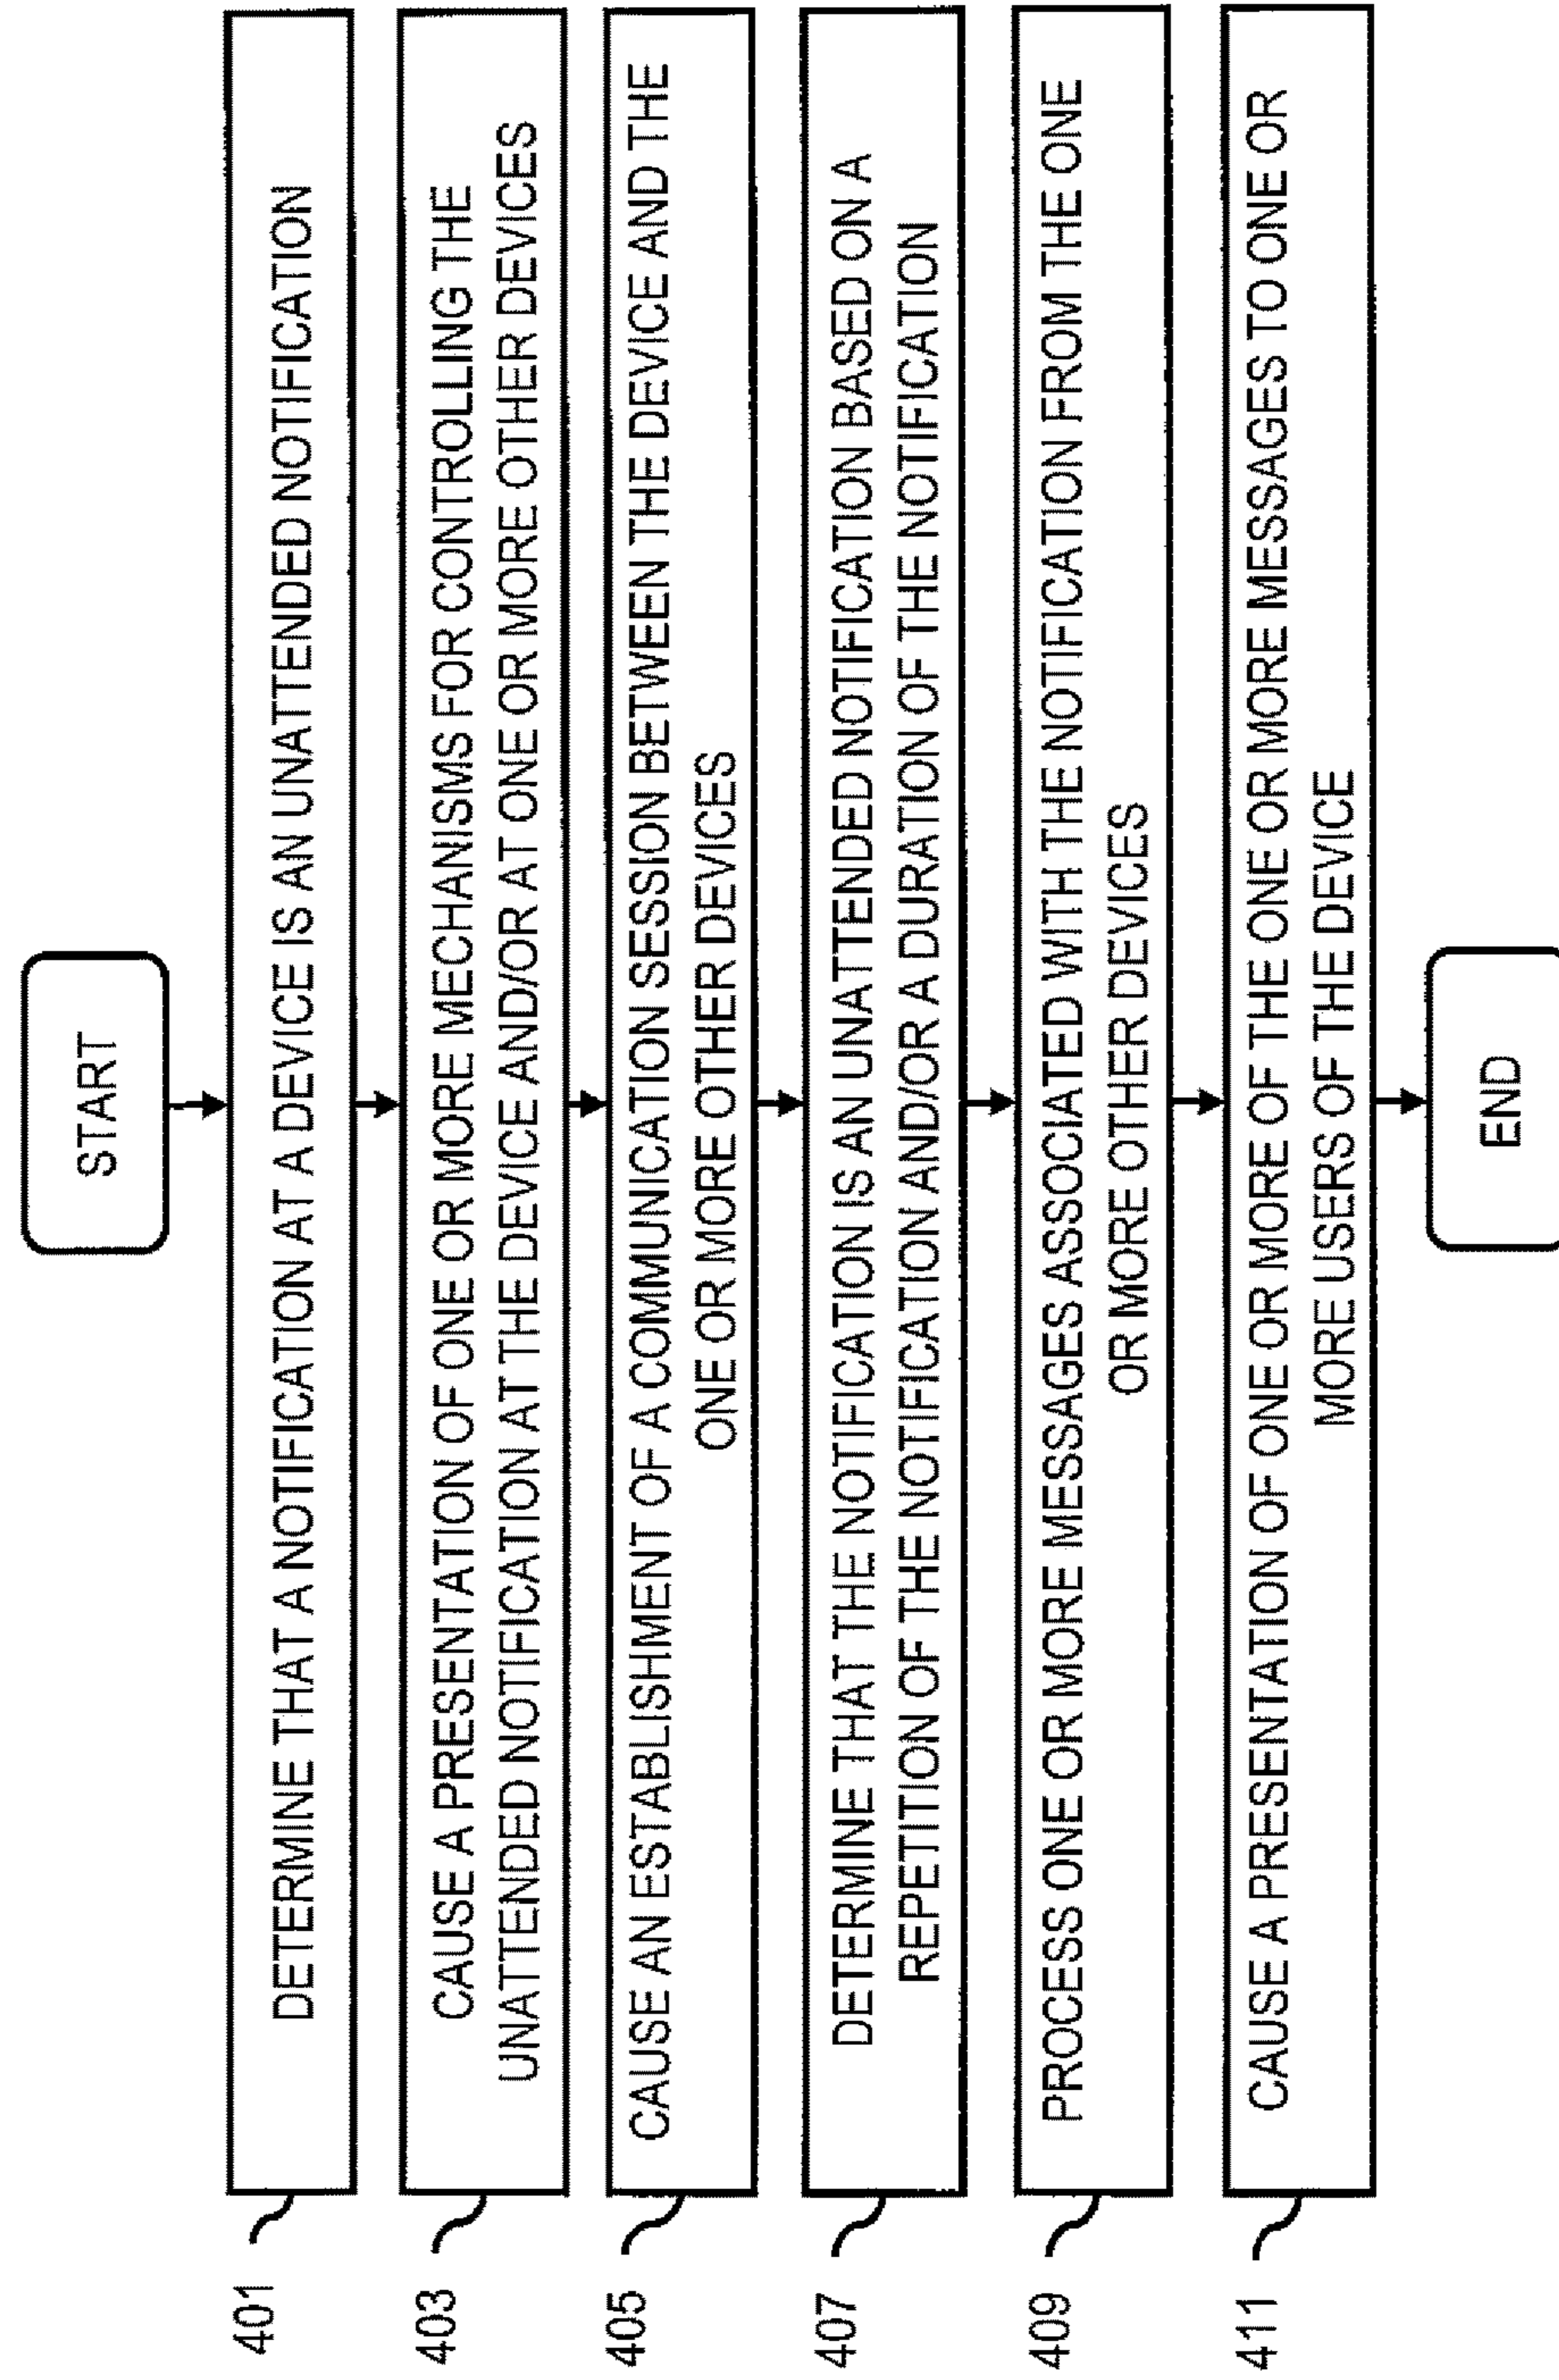 START
401
DETERMINE THAT A NOTIFICATION AT A DEVICE IS AN UNATTENDED NOTIFICATION
403
CAUSE A PRESENTATION OF ONE OR MORE MECHANISMS FOR CONTROLLING THE
UNATTENDED NOTIFICATION AT THE DEVICE AND/OR AT ONE OR MORE OTHER DEVICES
405
CAUSE AN ESTABLISHMENT OF A COMMUNICATION SESSION BETWEEN THE DEVICE AND THE
ONE OR MORE OTHER DEVICES
407
DETERMINE THAT THE NOTIFICATION IS AN UNATTENDED NOTIFICATION BASED ON A
REPETITION OF THE NOTIFICATION AND/OR A DURATION OF THE NOTIFICATION
409
PROCESS ONE OR MORE MESSAGES ASSOCIATED WITH THE NOTIFICATION FROM THE ONE
OR MORE OTHER DEVICES
411
CAUSE A PRESENTATION OF ONE OR MORE OF THE ONE OR MORE MESSAGES TO ONE OR
MORE USERS OF THE DEVICE
END